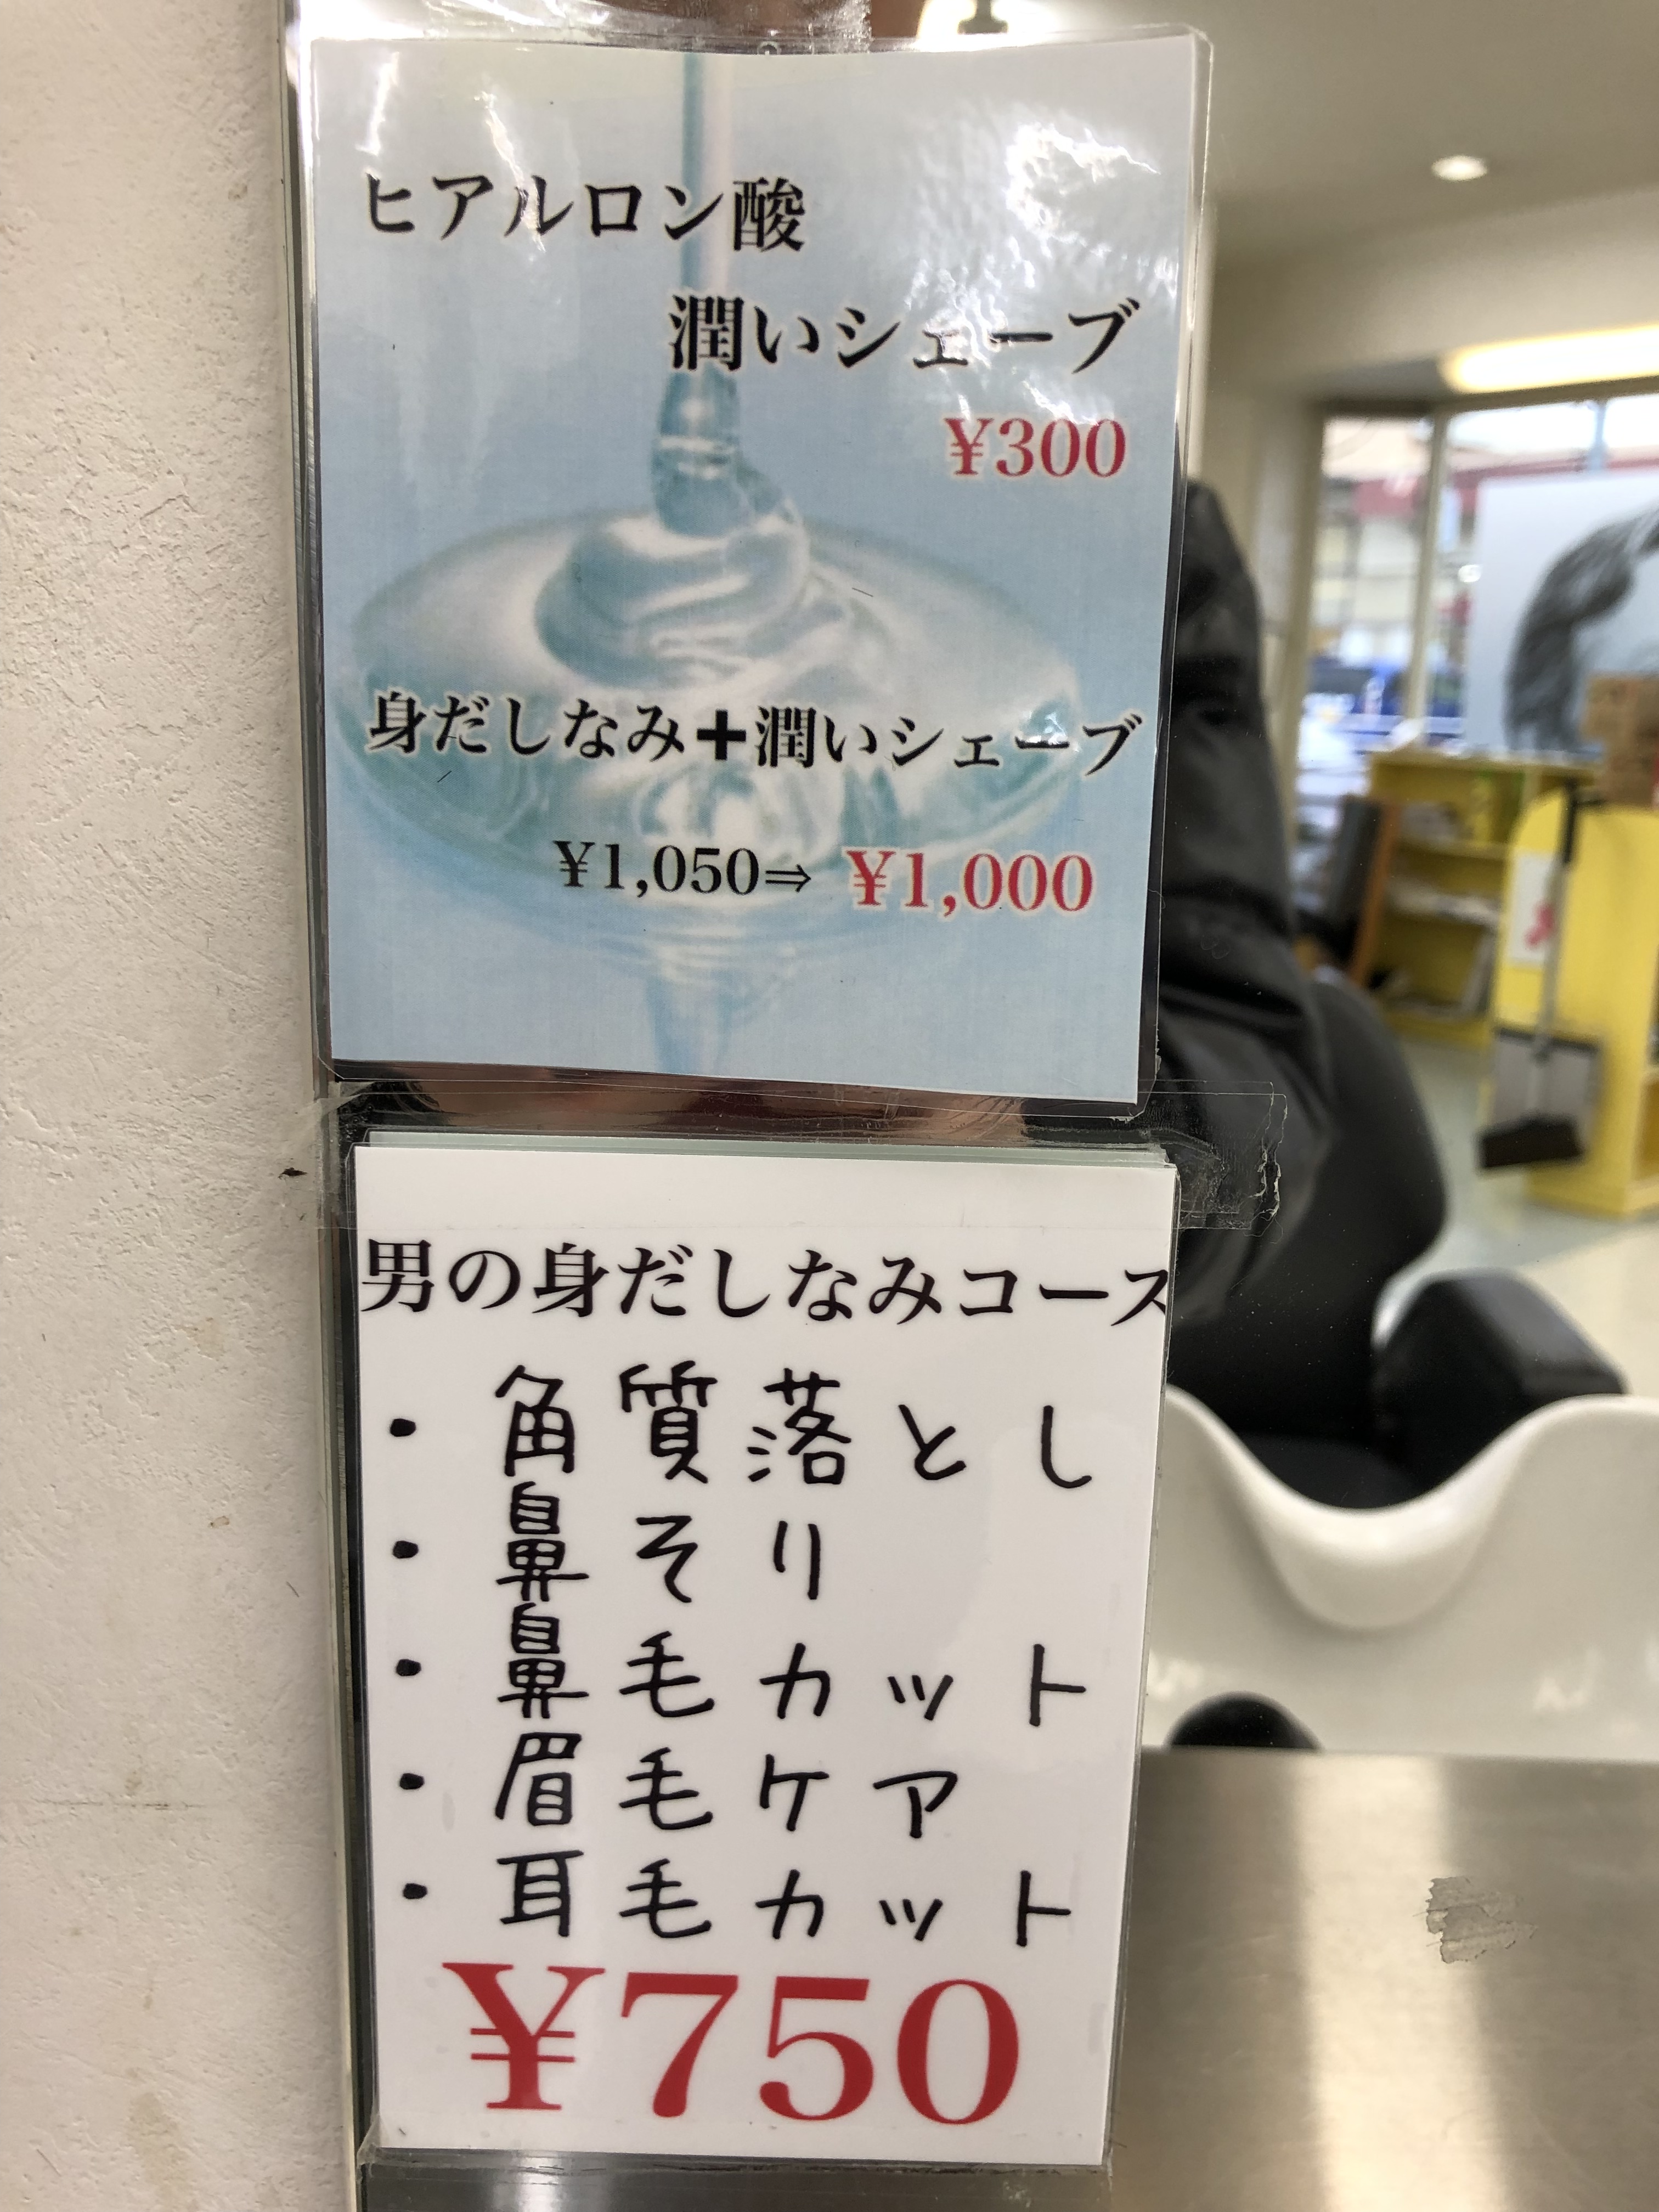 ヒアルロン酸
潤いシェーブ
¥300
身だしなみ➕潤いシェーブ
¥1,050⇒ ¥1,000
男の身だしなみコース
・角質落とし
・鼻そり
・鼻毛カット
・眉毛ケア
・耳毛カット
¥750